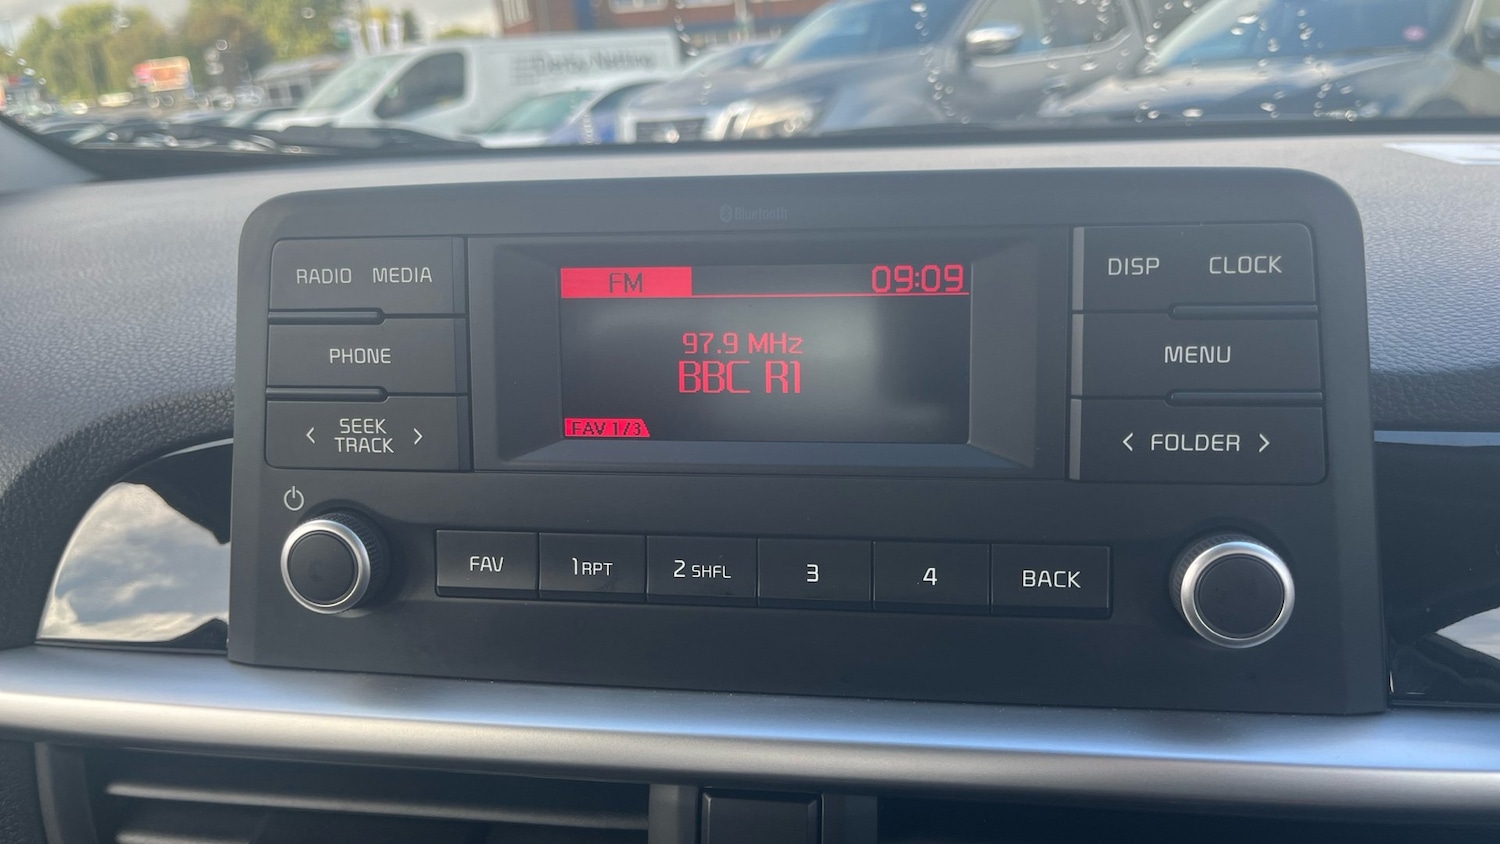 Bluetooth
RADIO MEDIA
PHONE
< SEEK
TRACK >
FM 09:09
97.9 MHz
BBC R1
FAV 1/3
DISP CLOCK
MENU
< FOLDER >
FAV 1 RPT 2 SHFL 3 4 BACK